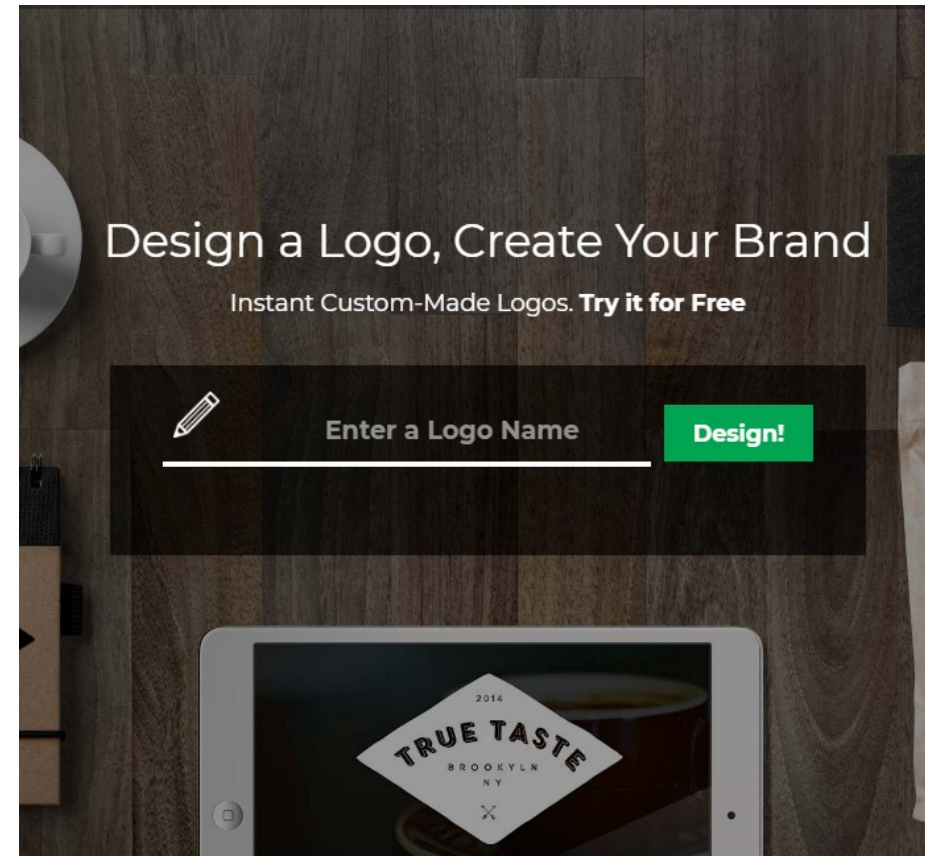 Design a Logo, Create Your Brand
Instant Custom-Made Logos. Try it for Free
Enter a Logo Name
Design!
2014
TRUE TASTE
BROOKYLN
NY